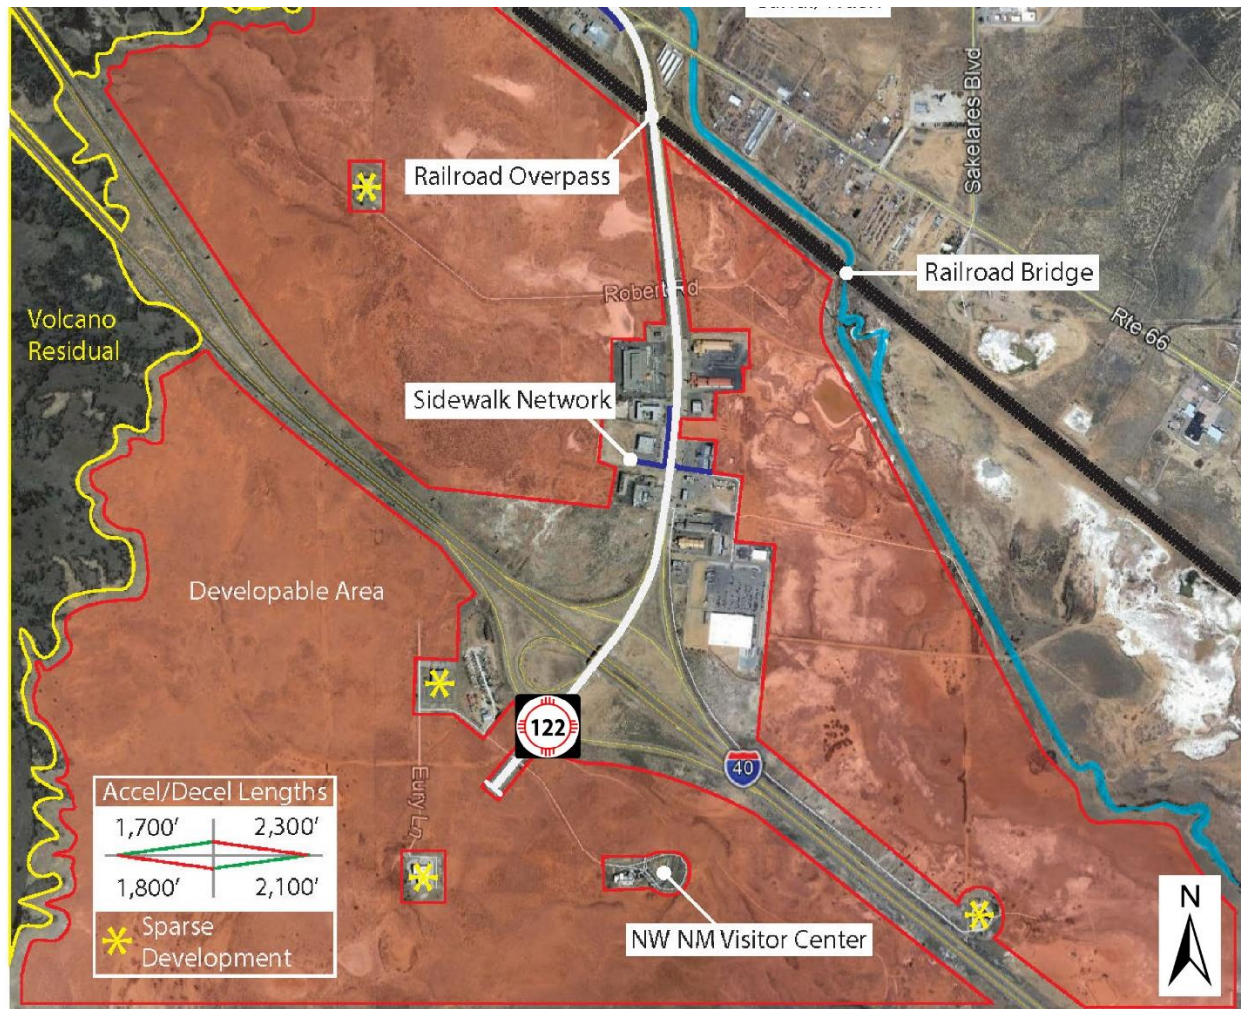 Sakelares Blvd
Railroad Overpass
Railroad Bridge
Robert Rd
Rte 66
Volcano
Residual
Sidewalk Network
Developable Area
122
40
Eury Ln
Accel/Decel Lengths
1,700' 2,300'
1,800' 2,100'
Sparse
Development
NW NM Visitor Center
N